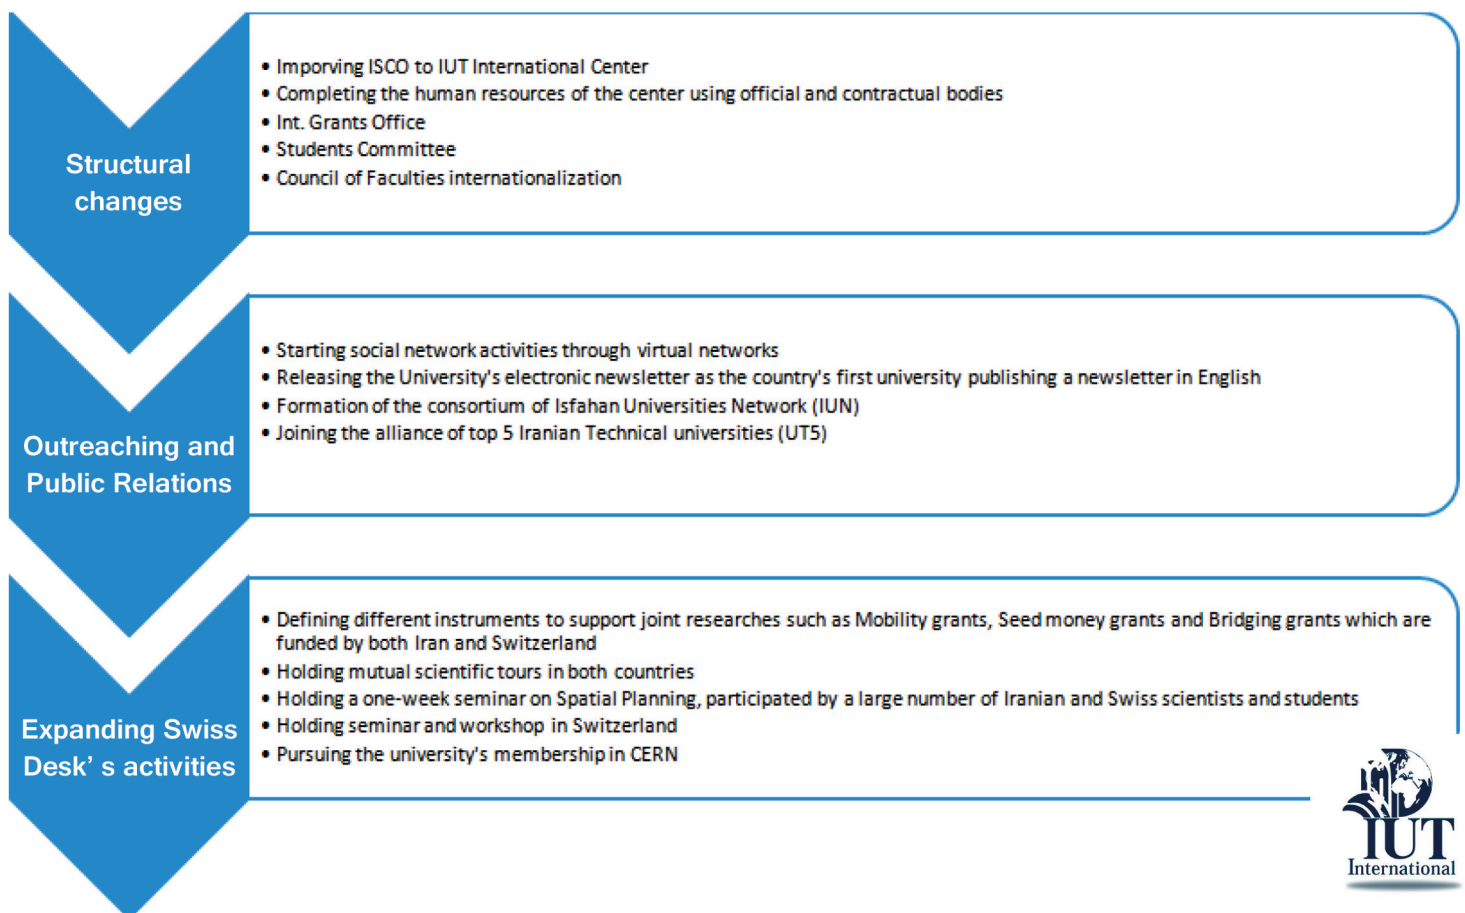 Structural
changes
• Imporving ISCO to IUT International Center
• Completing the human resources of the center using official and contractual bodies
• Int. Grants Office
• Students Committee
• Council of Faculties internationalization
Outreaching and
Public Relations
• Starting social network activities through virtual networks
• Releasing the University's electronic newsletter as the country's first university publishing a newsletter in English
• Formation of the consortium of Isfahan Universities Network (IUN)
• Joining the alliance of top 5 Iranian Technical universities (UT5)
Expanding Swiss
Desk' s activities
• Defining different instruments to support joint researches such as Mobility grants, Seed money grants and Bridging grants which are
funded by both Iran and Switzerland
• Holding mutual scientific tours in both countries
• Holding a one-week seminar on Spatial Planning, participated by a large number of Iranian and Swiss scientists and students
• Holding seminar and workshop in Switzerland
• Pursuing the university's membership in CERN
IUT
International